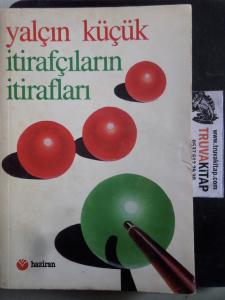 yalçın küçük
itirafçıların
itirafları
haziran
TRUVAKİTAP
www.truvakitap.com